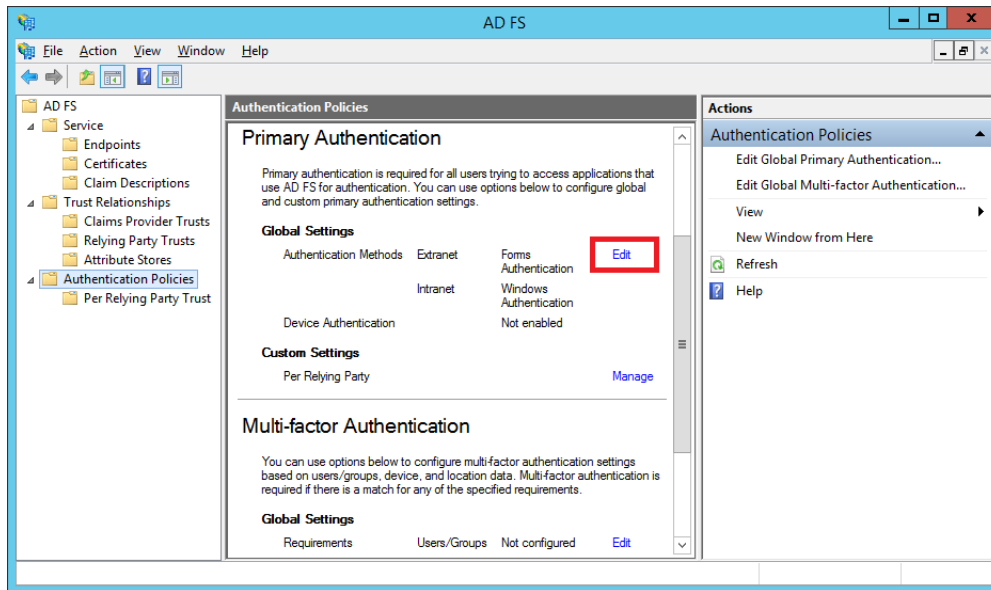 AD FS
File Action View Window Help
AD FS
Service
Endpoints
Certificates
Claim Descriptions
Trust Relationships
Claims Provider Trusts
Relying Party Trusts
Attribute Stores
Authentication Policies
Per Relying Party Trust
Authentication Policies
Primary Authentication
Primary authentication is required for all users trying to access applications that
use AD FS for authentication. You can use options below to configure global
and custom primary authentication settings.
Global Settings
Authentication Methods Extranet Forms Edit
Authentication
Intranet Windows
Authentication
Device Authentication Not enabled
Custom Settings
Per Relying Party Manage
Multi-factor Authentication
You can use options below to configure multi-factor authentication settings
based on users/groups, device, and location data. Multi-factor authentication is
required if there is a match for any of the specified requirements.
Global Settings
Requirements Users/Groups Not configured Edit
Actions
Authentication Policies
Edit Global Primary Authentication...
Edit Global Multi-factor Authentication...
View
New Window from Here
Refresh
Help